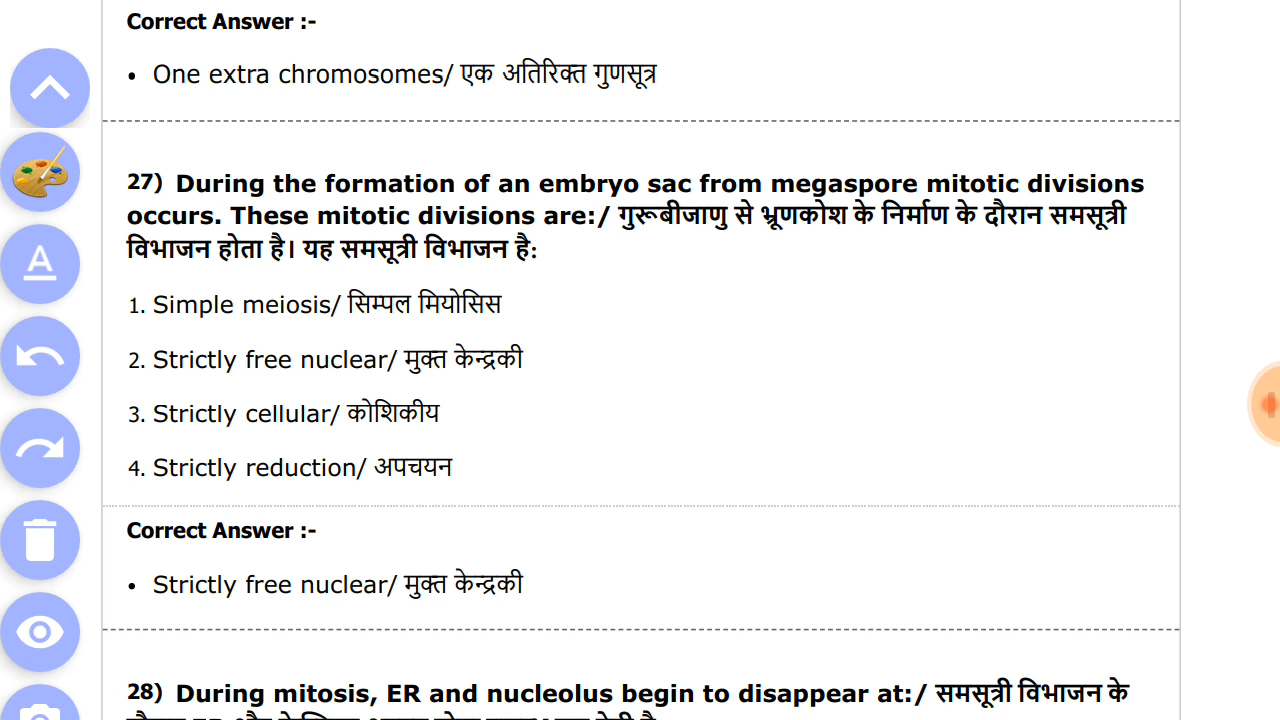 Correct Answer :-
• One extra chromosomes/ एक अतिरिक्त गुणसूत्र
27) During the formation of an embryo sac from megaspore mitotic divisions
occurs. These mitotic divisions are:/ गुरूबीजाणु से भ्रूणकोश के निर्माण के दौरान समसूत्री
विभाजन होता है। यह समसूत्री विभाजन है:
1. Simple meiosis/ सिम्पल मियोसिस
2. Strictly free nuclear/ मुक्त केन्द्रकी
3. Strictly cellular/ कोशिकीय
4. Strictly reduction/ अपचयन
Correct Answer :-
• Strictly free nuclear/ मुक्त केन्द्रकी
28) During mitosis, ER and nucleolus begin to disappear at:/ समसूत्री विभाजन के